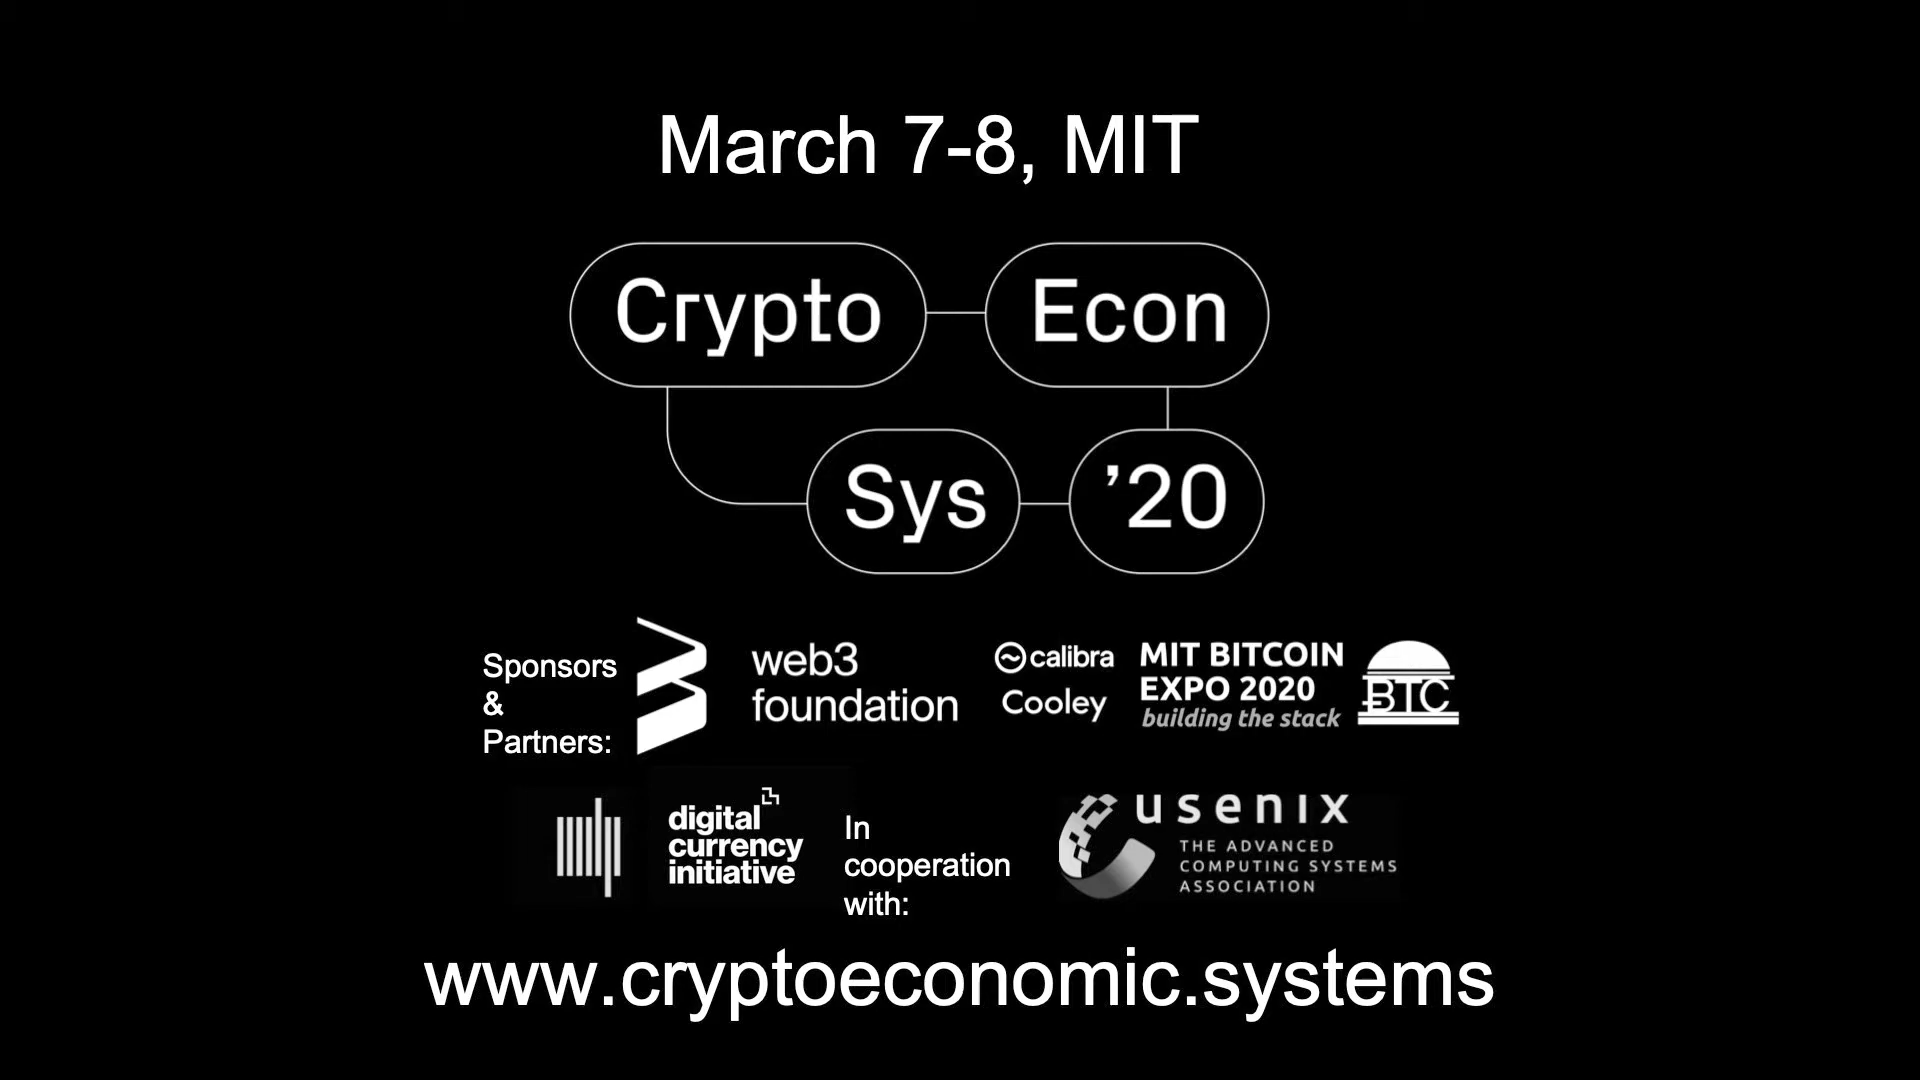 March 7-8, MIT
Crypto Econ
Sys ’20
Sponsors
&
Partners:
web3
foundation
calibra
Cooley
MIT BITCOIN
EXPO 2020
building the stack
BTC
digital
currency
initiative
In
cooperation
with:
usenix
THE ADVANCED
COMPUTING SYSTEMS
ASSOCIATION
www.cryptoeconomic.systems